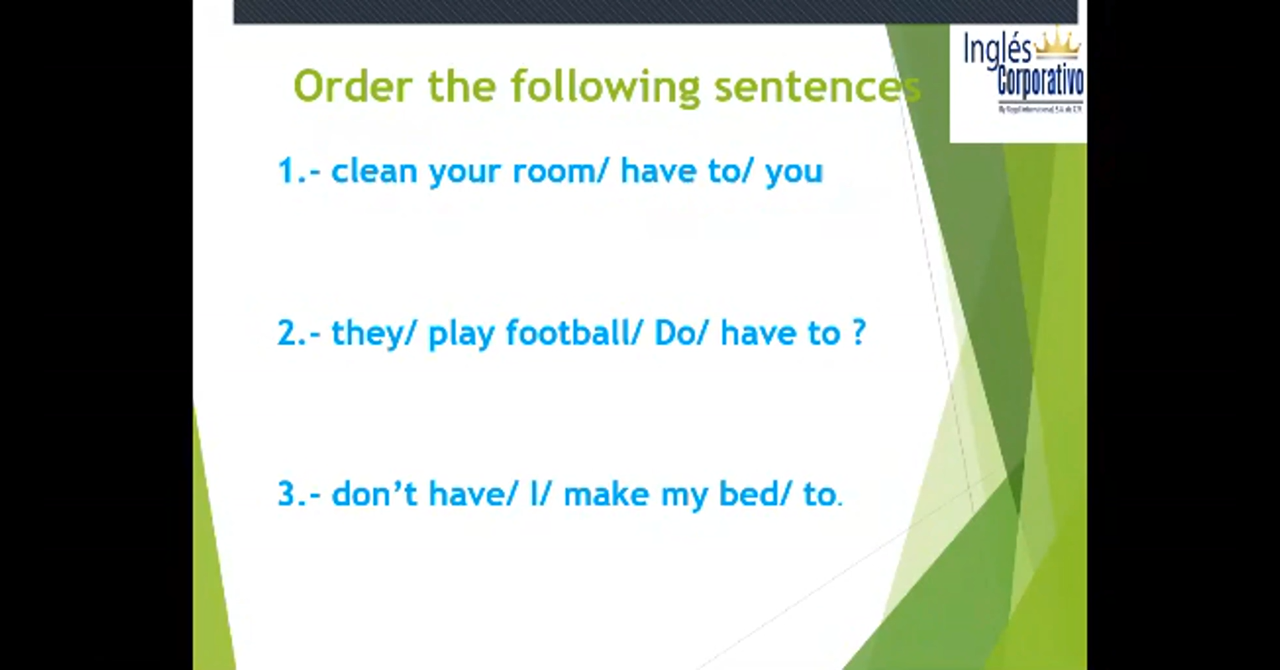 Inglés
Corporativo
Order the following sentences
1.- clean your room/ have to/ you
2.- they/ play football/ Do/ have to ?
3.- don’t have/ I/ make my bed/ to.